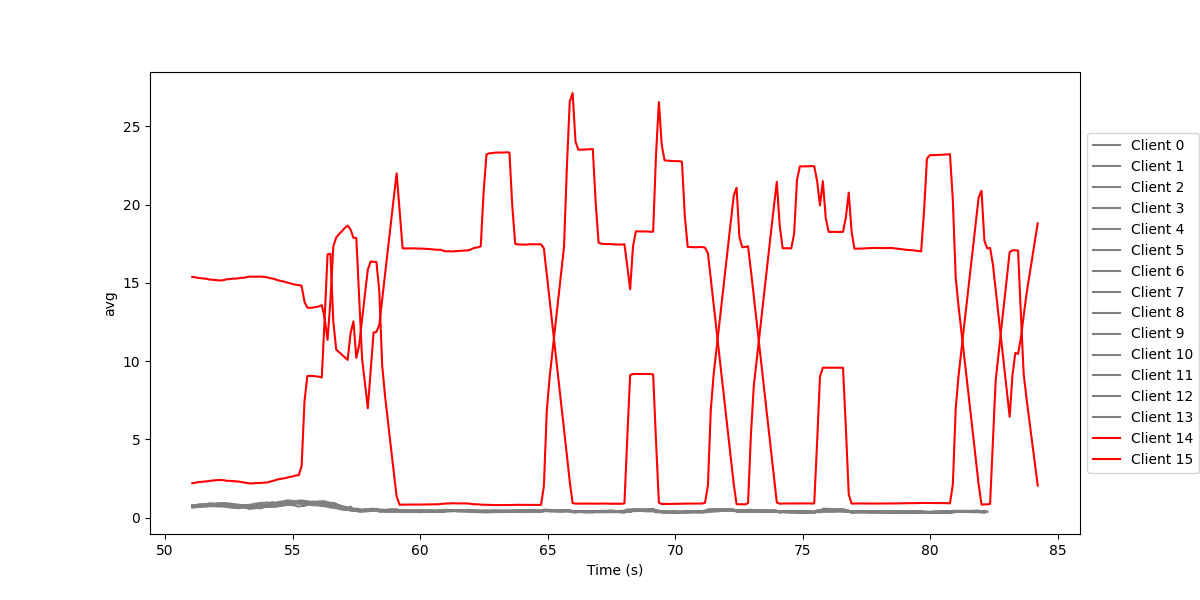 avg
25
20
15
10
5
0
50 55 60 65 70 75 80 85
Time (s)
Client 0
Client 1
Client 2
Client 3
Client 4
Client 5
Client 6
Client 7
Client 8
Client 9
Client 10
Client 11
Client 12
Client 13
Client 14
Client 15